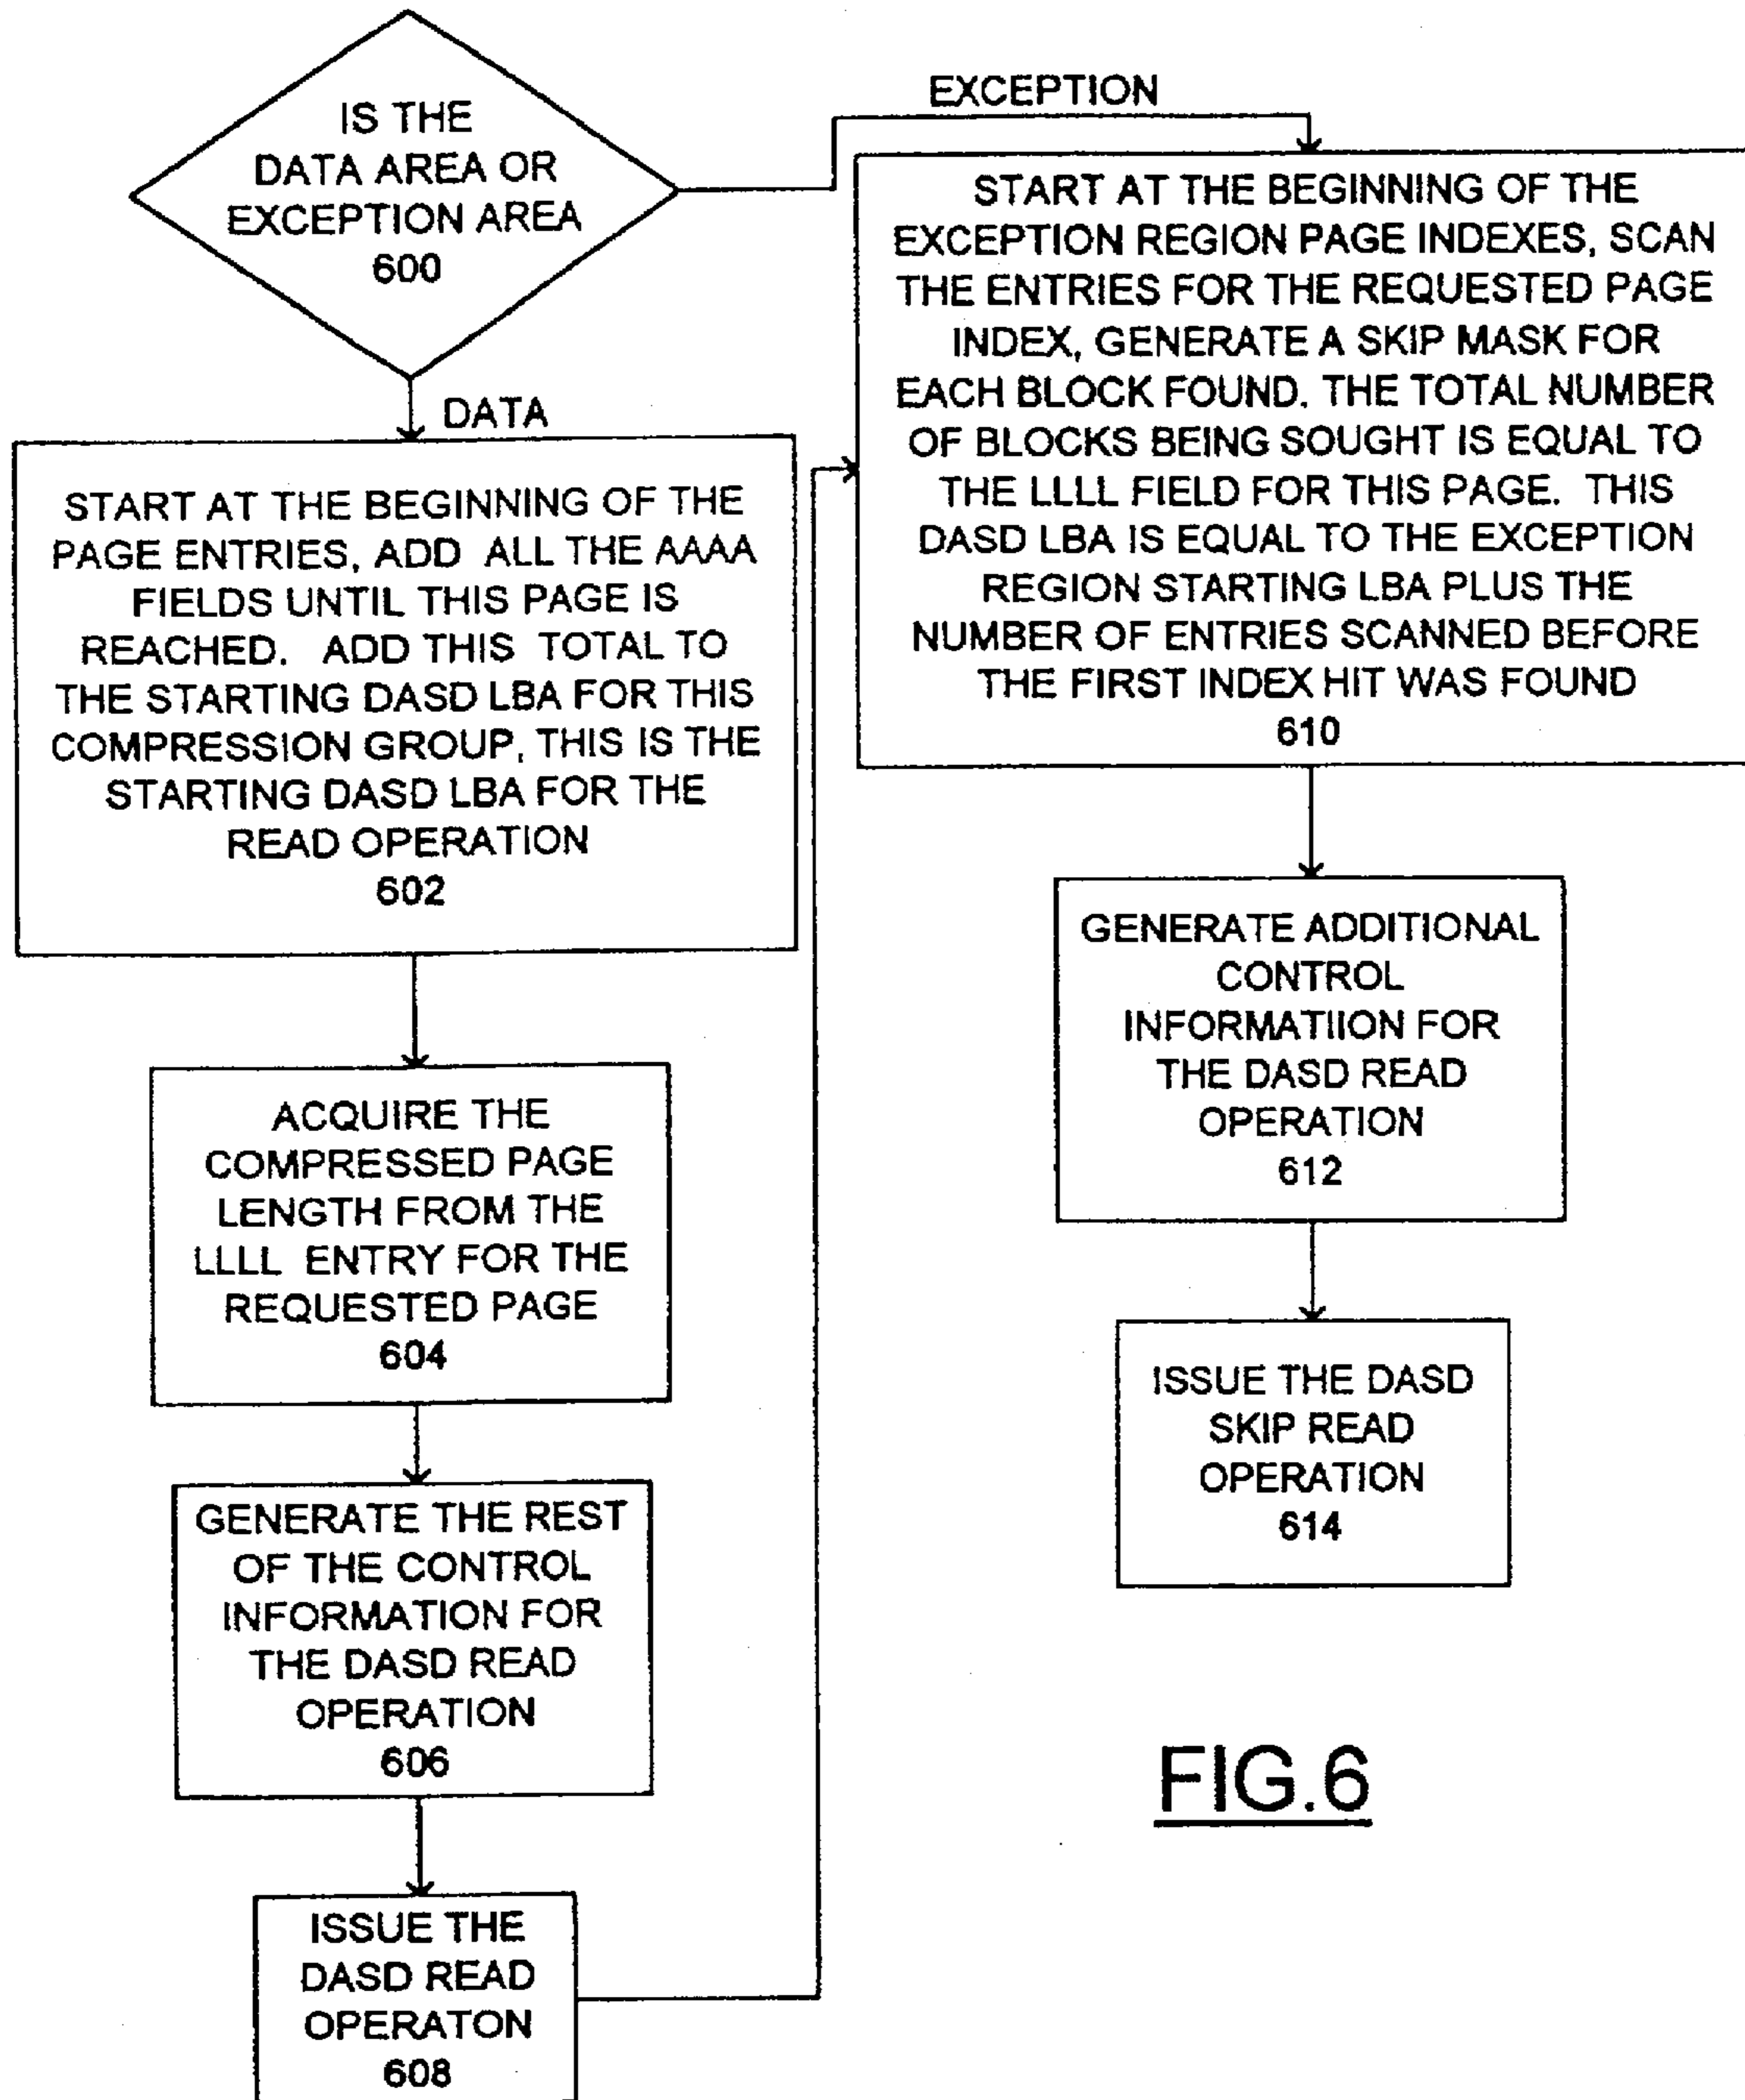 IS THE
DATA AREA OR
EXCEPTION AREA
600
EXCEPTION
DATA
START AT THE BEGINNING OF THE
PAGE ENTRIES, ADD ALL THE AAAA
FIELDS UNTIL THIS PAGE IS
REACHED. ADD THIS TOTAL TO
THE STARTING DASD LBA FOR THIS
COMPRESSION GROUP, THIS IS THE
STARTING DASD LBA FOR THE
READ OPERATION
602
ACQUIRE THE
COMPRESSED PAGE
LENGTH FROM THE
LLLL ENTRY FOR THE
REQUESTED PAGE
604
GENERATE THE REST
OF THE CONTROL
INFORMATION FOR
THE DASD READ
OPERATION
606
ISSUE THE
DASD READ
OPERATON
608
START AT THE BEGINNING OF THE
EXCEPTION REGION PAGE INDEXES, SCAN
THE ENTRIES FOR THE REQUESTED PAGE
INDEX, GENERATE A SKIP MASK FOR
EACH BLOCK FOUND. THE TOTAL NUMBER
OF BLOCKS BEING SOUGHT IS EQUAL TO
THE LLLL FIELD FOR THIS PAGE. THIS
DASD LBA IS EQUAL TO THE EXCEPTION
REGION STARTING LBA PLUS THE
NUMBER OF ENTRIES SCANNED BEFORE
THE FIRST INDEX HIT WAS FOUND
610
GENERATE ADDITIONAL
CONTROL
INFORMATIION FOR
THE DASD READ
OPERATION
612
ISSUE THE DASD
SKIP READ
OPERATION
614
FIG.6